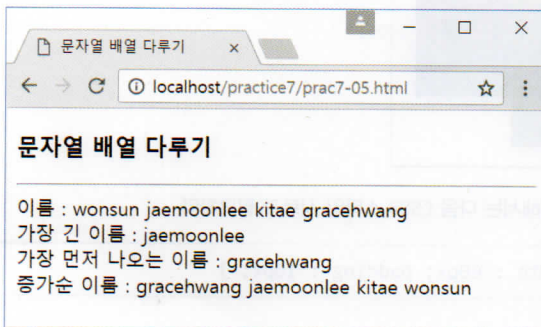 문자열 배열 다루기
localhost/practice7/prac7-05.html
문자열 배열 다루기
이름 : wonsun jaemoonlee kitae gracehwang
가장 긴 이름 : jaemoonlee
가장 먼저 나오는 이름 : gracehwang
증가순 이름 : gracehwang jaemoonlee kitae wonsun